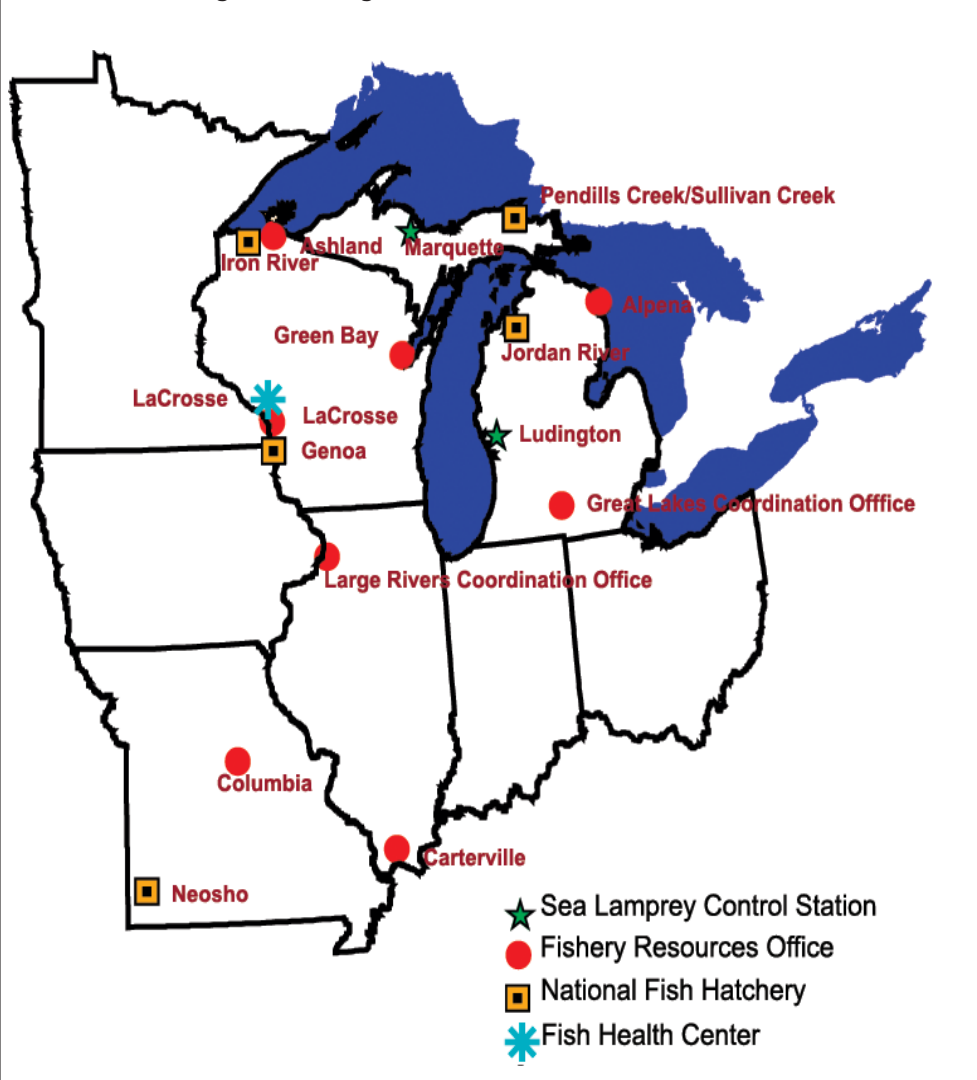 Pendills Creek/Sullivan Creek
Ashland
Marquette
Iron River
Alpena
Green Bay
Jordan River
LaCrosse
LaCrosse
Ludington
Genoa
Great Lakes Coordination Offfice
Large Rivers Coordination Office
Columbia
Carterville
Neosho
Sea Lamprey Control Station
Fishery Resources Office
National Fish Hatchery
Fish Health Center